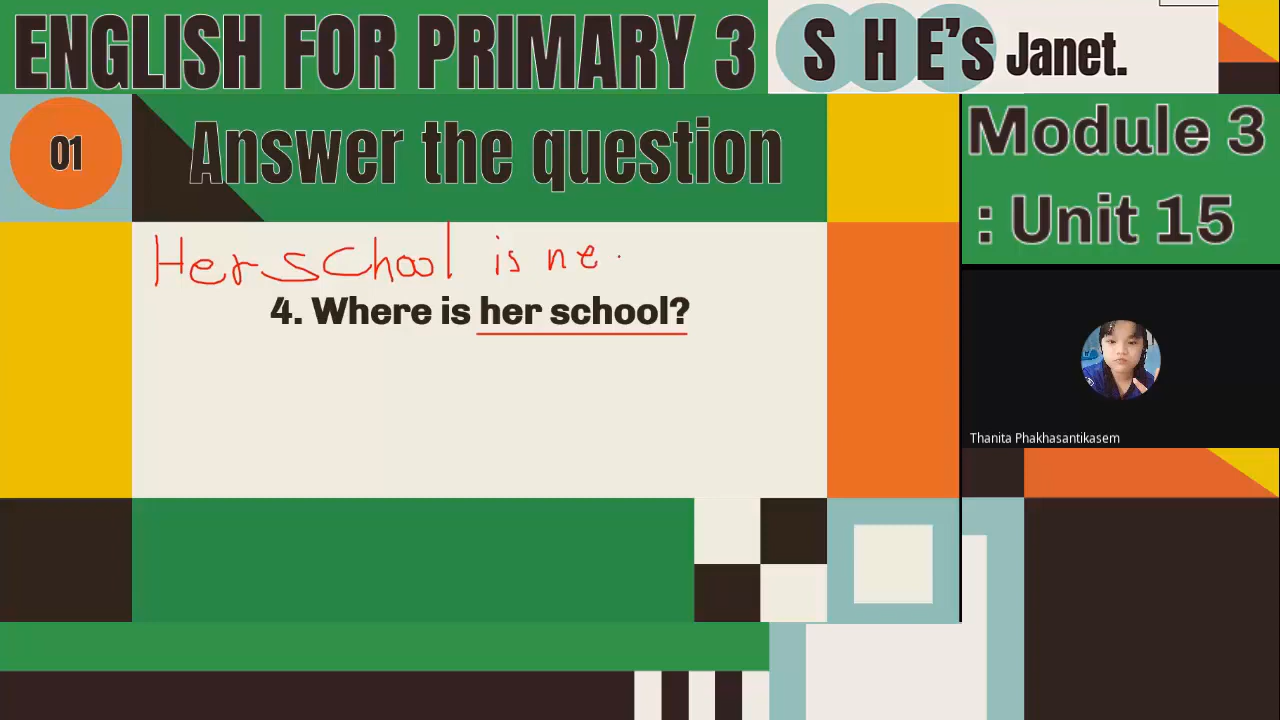 ENGLISH FOR PRIMARY 3
SHE's Janet.
01
Answer the question
Module 3
: Unit 15
Her school is ne
4. Where is her school?
Thanita Phakhasantikasem